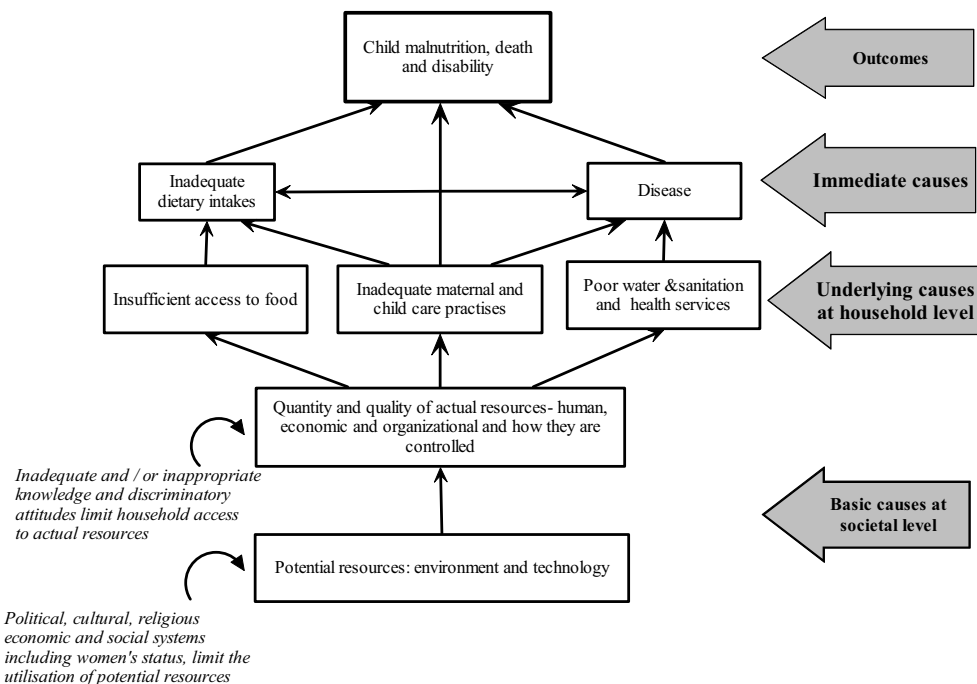 Child malnutrition, death
and disability
Outcomes
Inadequate
dietary intakes
Disease
Immediate causes
Insufficient access to food
Inadequate maternal and
child care practises
Poor water &sanitation
and health services
Underlying causes
at household level
Quantity and quality of actual resources- human,
economic and organizational and how they are
controlled
Inadequate and / or inappropriate
knowledge and discriminatory
attitudes limit household access
to actual resources
Basic causes at
societal level
Potential resources: environment and technology
Political, cultural, religious
economic and social systems
including women's status, limit the
utilisation of potential resources